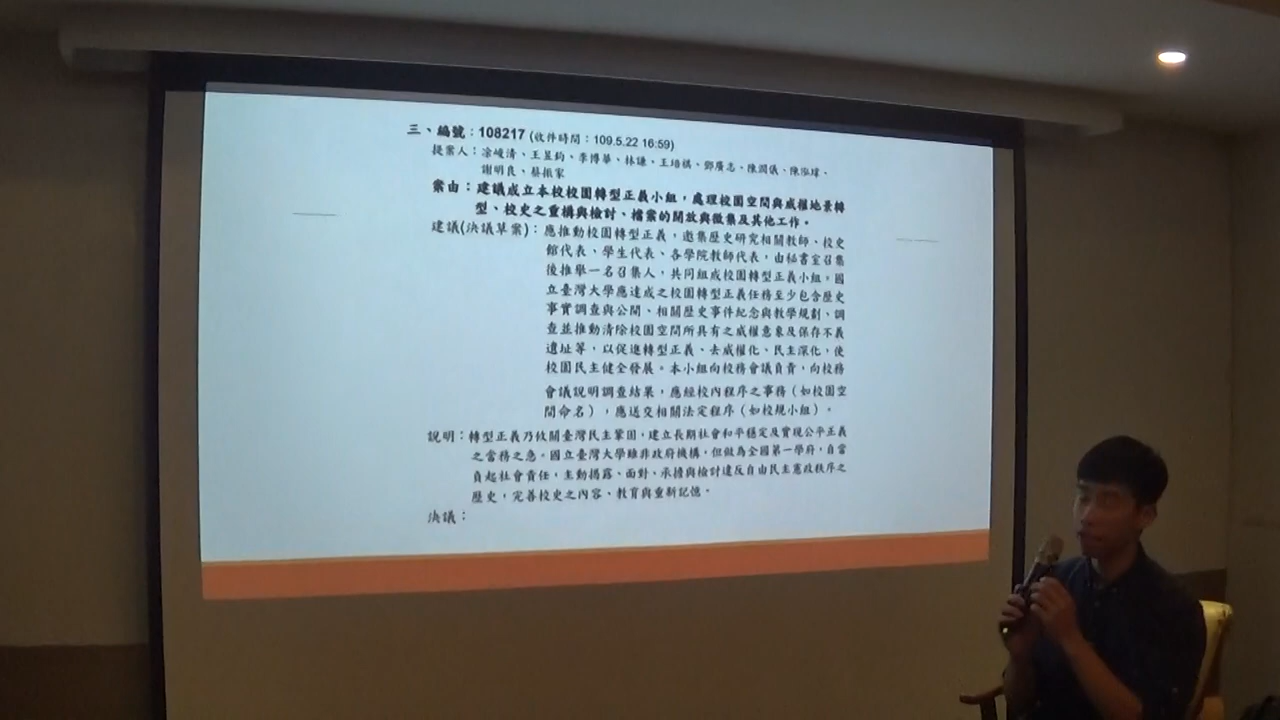 三、編號：108217 (收件時間：109.5.22 16:59)
提案人：凃峻清、王昱鈞、李博華、林謙、王培棋、鄧廣志、陳潤儀、陳泓瑋、
謝明良、蔡振家
案由：建議成立本校校園轉型正義小組，處理校園空間與威權地景轉
型、校史之重構與檢討、檔案的開放與徵集及其他工作。
建議(決議草案)：應推動校園轉型正義，邀集歷史研究相關教師、校史
館代表、學生代表、各學院教師代表，由秘書室召集
後推舉一名召集人，共同組成校園轉型正義小組。國
立臺灣大學應達成之校園轉型正義任務至少包含歷史
事實調查與公開、相關歷史事件紀念與教學規劃、調
查並推動清除校園空間所具有之威權意象及保存不義
遺址等，以促進轉型正義、去威權化、民主深化，使
校園民主健全發展。本小組向校務會議負責，向校務
會議說明調查結果，應經校內程序之事務（如校園空
間命名），應送交相關法定程序（如校規小組）。
說明：轉型正義乃攸關臺灣民主鞏固，建立長期社會和平穩定及實現公平正義
之當務之急。國立臺灣大學雖非政府機構，但做為全國第一學府，自當
負起社會責任，主動揭露、面對、承擔與檢討違反自由民主憲政秩序之
歷史，完善校史之內容、教育與重新記憶。
決議：